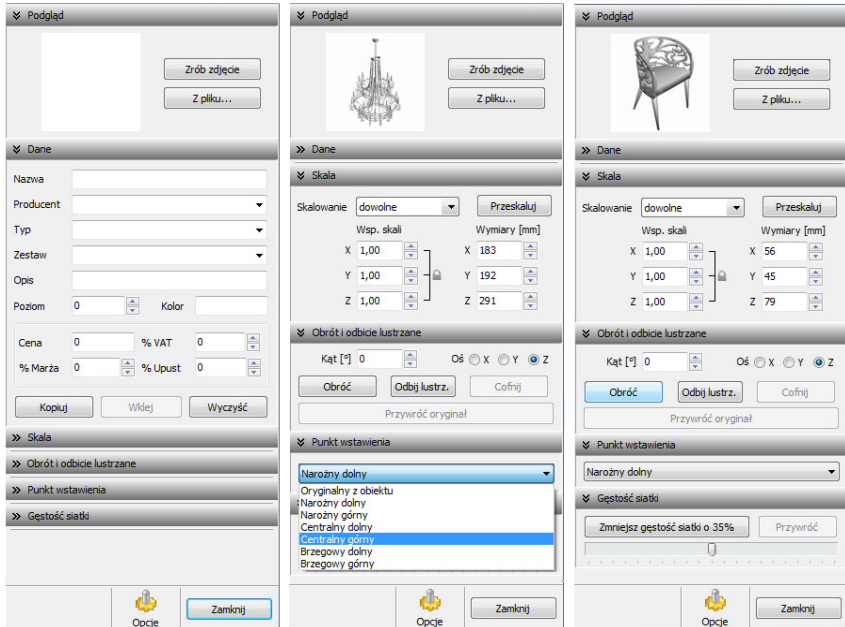 Podgląd
Zrób zdjęcie
Z pliku...
Dane
Nazwa
Producent
Typ
Zestaw
Opis
Poziom 0 Kolor
Cena 0 % VAT 0
% Marża 0 % Upust 0
Kopiuj Wklej Wyczyść
Skala
Obrót i odbicie lustrzane
Punkt wstawienia
Gęstość siatki
Opcje Zamknij
Podgląd
Zrób zdjęcie
Z pliku...
Dane
Skala
Skalowanie dowolne Przeskaluj
Wsp. skali Wymiary [mm]
X 1,00 X 183
Y 1,00 Y 192
Z 1,00 Z 291
Obrót i odbicie lustrzane
Kąt [º] 0 Oś X Y Z
Obróć Odbij lustrz. Cofnij
Przywróć oryginał
Punkt wstawienia
Narożny dolny
Oryginalny z obiektu
Narożny dolny
Narożny górny
Centralny dolny
Centralny górny
Brzegowy dolny
Brzegowy górny
Opcje Zamknij
Podgląd
Zrób zdjęcie
Z pliku...
Dane
Skala
Skalowanie dowolne Przeskaluj
Wsp. skali Wymiary [mm]
X 1,00 X 56
Y 1,00 Y 45
Z 1,00 Z 79
Obrót i odbicie lustrzane
Kąt [º] 0 Oś X Y Z
Obróć Odbij lustrz. Cofnij
Przywróć oryginał
Punkt wstawienia
Narożny dolny
Gęstość siatki
Zmniejsz gęstość siatki o 35% Przywróć
Opcje Zamknij